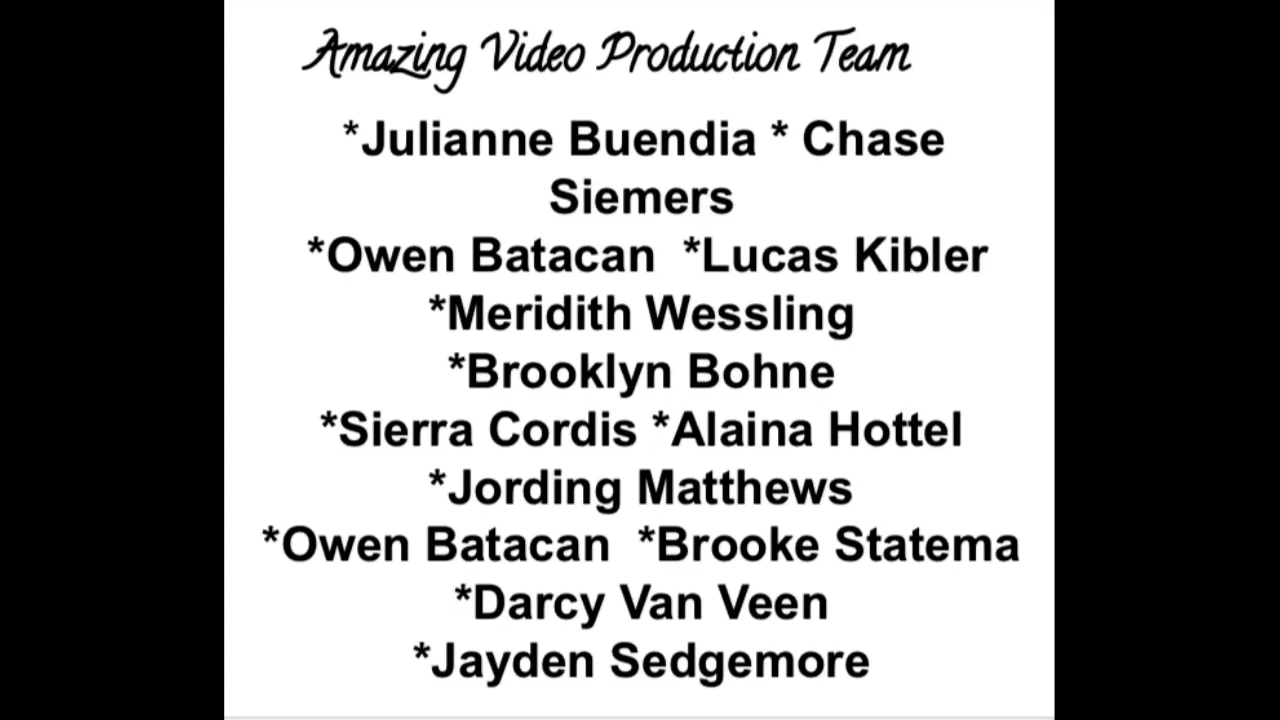 Amazing Video Production Team
*Julianne Buendia * Chase
Siemers
*Owen Batacan  *Lucas Kibler
*Meridith Wessling
*Brooklyn Bohne
*Sierra Cordis *Alaina Hottel
*Jording Matthews
*Owen Batacan  *Brooke Statema
*Darcy Van Veen
*Jayden Sedgemore